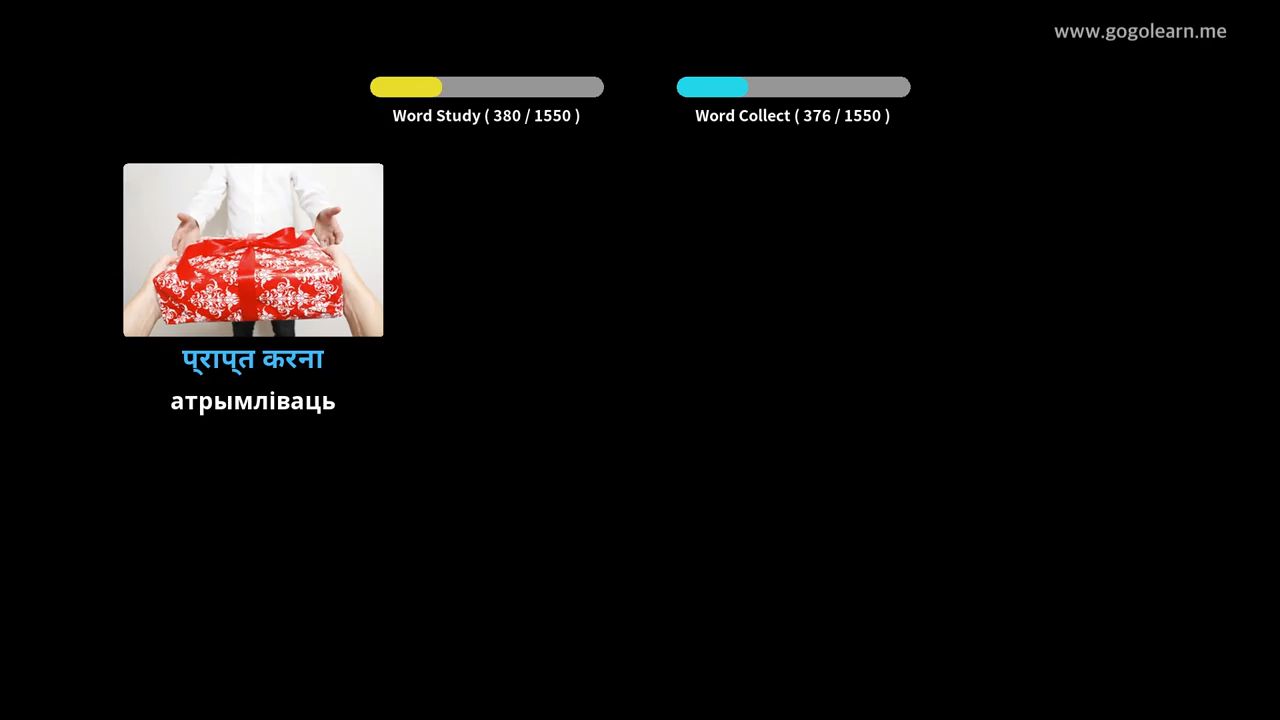 www.gogolearn.me
Word Study ( 380 / 1550 )
Word Collect ( 376 / 1550 )
प्राप्त करना
атрымліваць